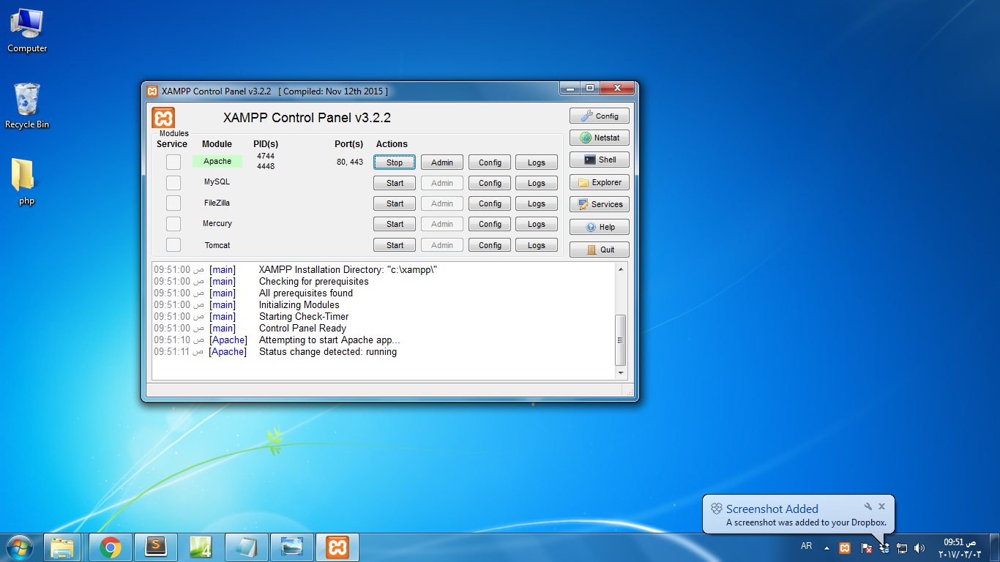 Computer
Recycle Bin
php
XAMPP Control Panel v3.2.2 [ Compiled: Nov 12th 2015 ]
XAMPP Control Panel v3.2.2
Modules
Service Module PID(s) Port(s) Actions
Apache 4744 4448 80, 443 Stop Admin Config Logs
MySQL Start Admin Config Logs
FileZilla Start Admin Config Logs
Mercury Start Admin Config Logs
Tomcat Start Admin Config Logs
Config
Netstat
Shell
Explorer
Services
Help
Quit
09:51:00 ص [main] XAMPP Installation Directory: "c:\xampp\"
09:51:00 ص [main] Checking for prerequisites
09:51:00 ص [main] All prerequisites found
09:51:00 ص [main] Initializing Modules
09:51:00 ص [main] Starting Check-Timer
09:51:00 ص [main] Control Panel Ready
09:51:10 ص [Apache] Attempting to start Apache app...
09:51:11 ص [Apache] Status change detected: running
Screenshot Added
A screenshot was added to your Dropbox.
AR
09:51 ص
٢٠١٧/٠٣/٠٣